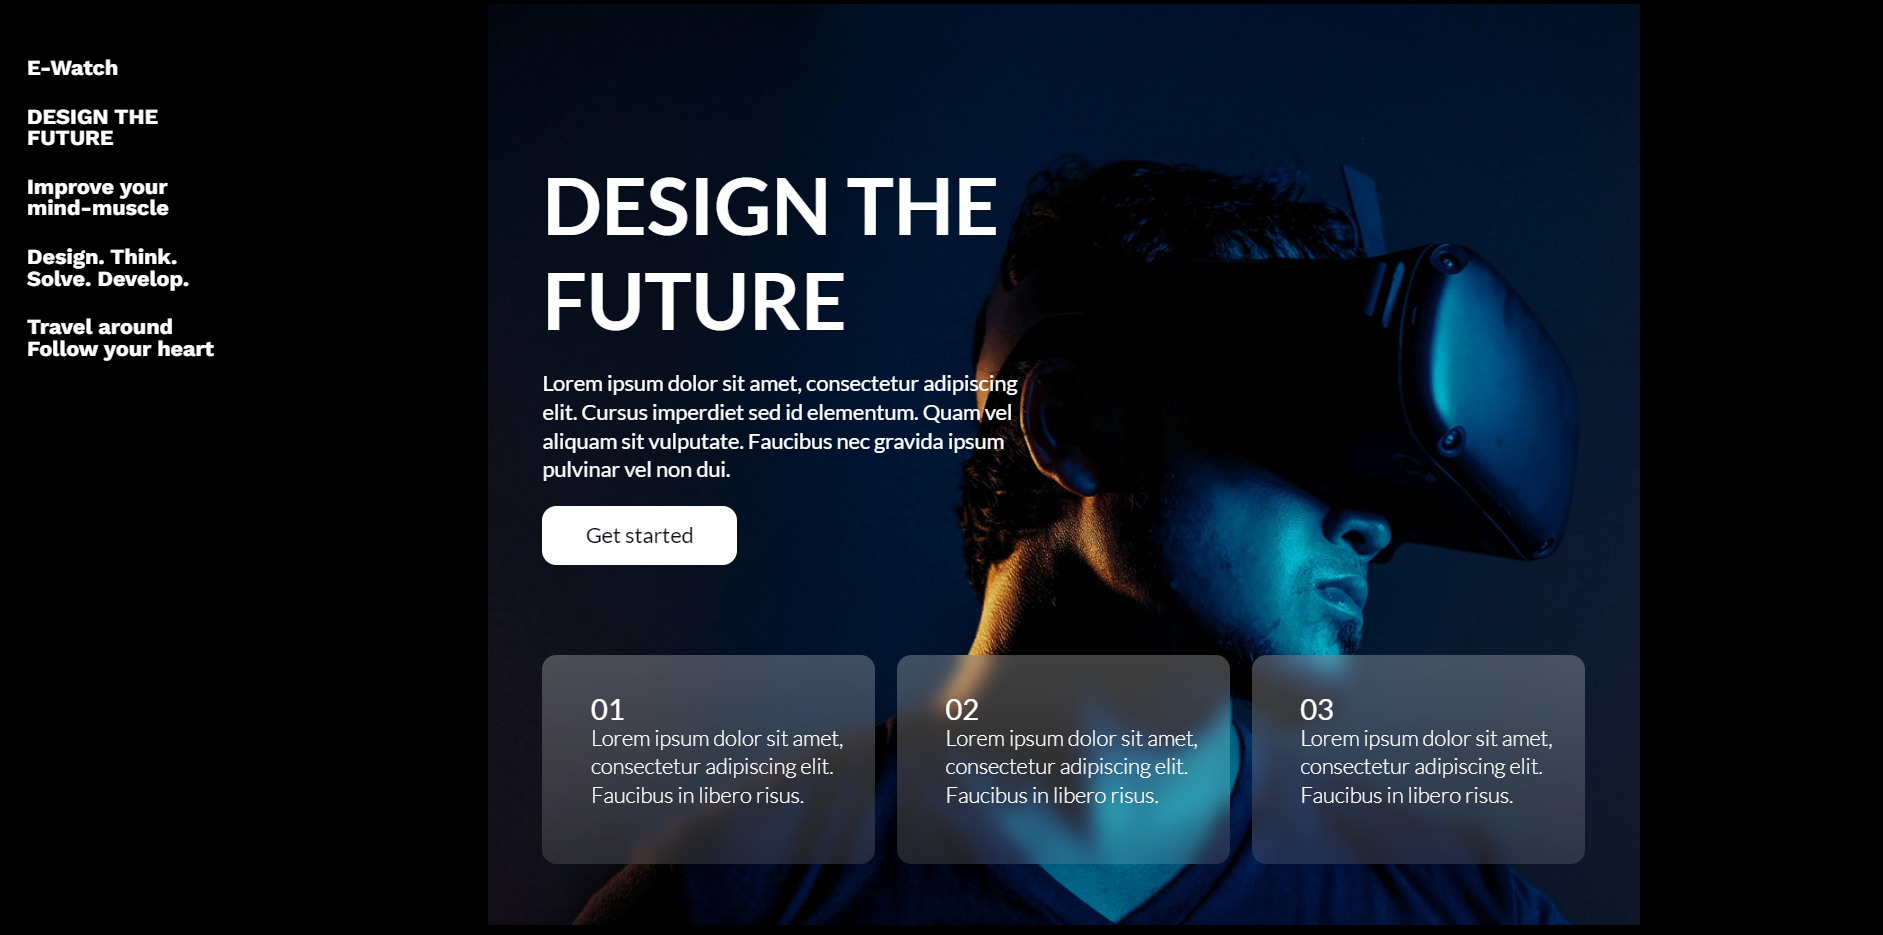 E-Watch
DESIGN THE
FUTURE
Improve your
mind-muscle
Design. Think.
Solve. Develop.
Travel around
Follow your heart
DESIGN THE
FUTURE
Lorem ipsum dolor sit amet, consectetur adipiscing
elit. Cursus imperdiet sed id elementum. Quam vel
aliquam sit vulputate. Faucibus nec gravida ipsum
pulvinar vel non dui.
Get started
01
Lorem ipsum dolor sit amet,
consectetur adipiscing elit.
Faucibus in libero risus.
02
Lorem ipsum dolor sit amet,
consectetur adipiscing elit.
Faucibus in libero risus.
03
Lorem ipsum dolor sit amet,
consectetur adipiscing elit.
Faucibus in libero risus.